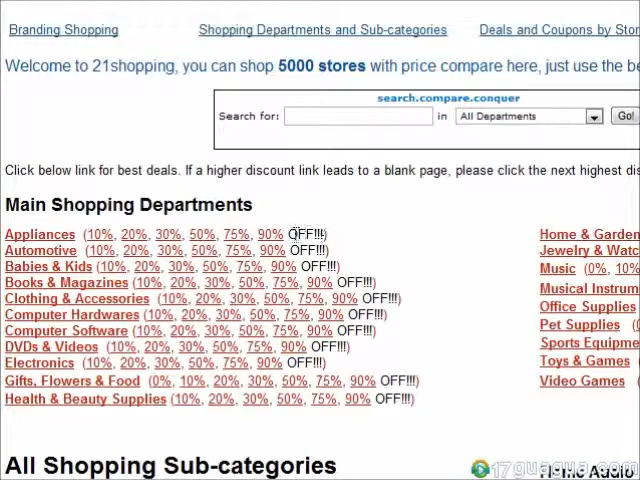 Branding Shopping Shopping Departments and Sub-categories Deals and Coupons by Stor
Welcome to 21shopping, you can shop 5000 stores with price compare here, just use the be
search.compare.conquer
Search for: in All Departments Go!
Click below link for best deals. If a higher discount link leads to a blank page, please click the next highest dis
Main Shopping Departments
Appliances (10%, 20%, 30%, 50%, 75%, 90% OFF!!!)
Automotive (10%, 20%, 30%, 50%, 75%, 90% OFF!!!)
Babies & Kids (10%, 20%, 30%, 50%, 75%, 90% OFF!!!)
Books & Magazines (10%, 20%, 30%, 50%, 75%, 90% OFF!!!)
Clothing & Accessories (10%, 20%, 30%, 50%, 75%, 90% OFF!!!)
Computer Hardwares (10%, 20%, 30%, 50%, 75%, 90% OFF!!!)
Computer Software (10%, 20%, 30%, 50%, 75%, 90% OFF!!!)
DVDs & Videos (10%, 20%, 30%, 50%, 75%, 90% OFF!!!)
Electronics (10%, 20%, 30%, 50%, 75%, 90% OFF!!!)
Gifts, Flowers & Food (0%, 10%, 20%, 30%, 50%, 75%, 90% OFF!!!)
Health & Beauty Supplies (10%, 20%, 30%, 50%, 75%, 90% OFF!!!)
Home & Garden
Jewelry & Watc
Music (0%, 10%
Musical Instrum
Office Supplies
Pet Supplies (
Sports Equipme
Toys & Games
Video Games (
All Shopping Sub-categories
Home Audio
17guagua.com